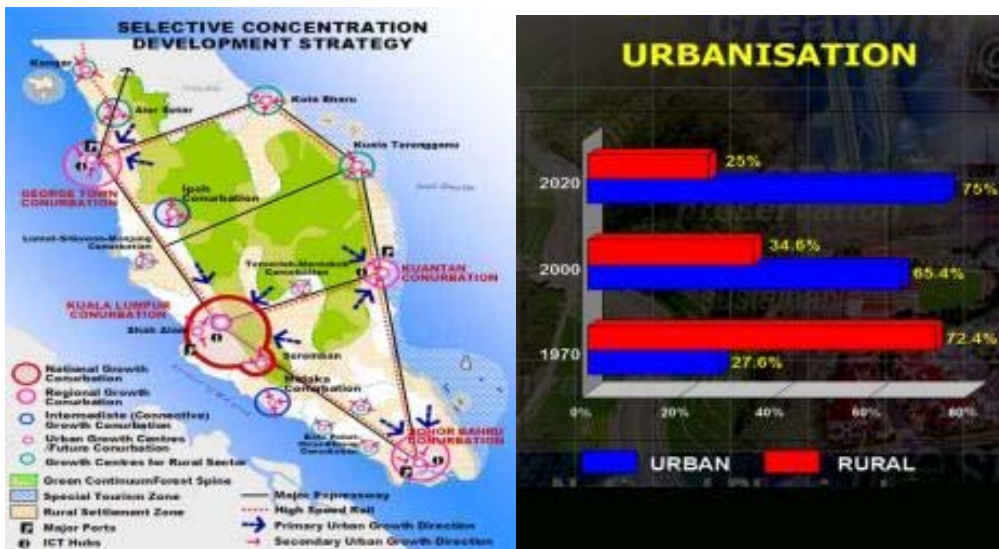 SELECTIVE CONCENTRATION
DEVELOPMENT STRATEGY
Kangar
Alor Setar
Kota Bharu
Kuala Terengganu
GEORGE TOWN
CONURBATION
Ipoh
Conurbation
Conurbation
Conurbation
KUANTAN
CONURBATION
KUALA LUMPUR
CONURBATION
Shah Alam
Seremban
Melaka
Conurbation
JOHOR BAHRU
CONURBATION
Batu Pahat-
Conurbation
National Growth
Conurbation
Regional Growth
Conurbation
Intermediate (Connective)
Growth Conurbation
Urban Growth Centres
/Future Conurbation
Growth Centres for Rural Sector
Green Continuum Forest Spine
Special Tourism Zone
Rural Settlement Zone
Major Ports
ICT Hubs
Major Expressway
High Speed Rail
Primary Urban Growth Direction
Secondary Urban Growth Direction
URBANISATION
2020
25%
75%
2000
34.6%
65.4%
1970
72.4%
27.6%
0%
20%
40%
60%
80%
URBAN
RURAL